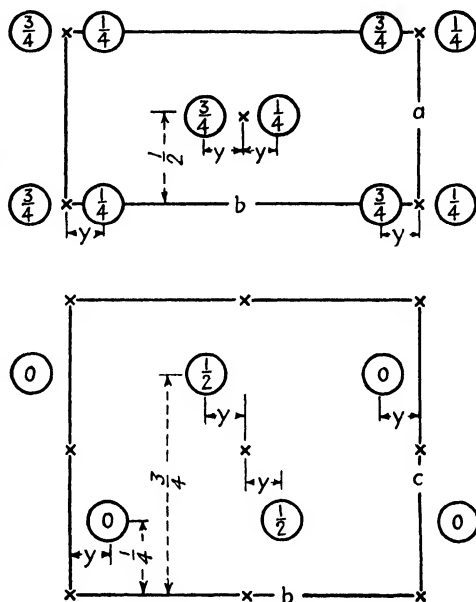 3/4 1/4 3/4 1/4
3/4 1/4 a
1/2 y y
3/4 1/4 b 3/4 1/4
y y
0 1/2 0
y y
3/4 y c
0 1/2 0
y 1/4
b